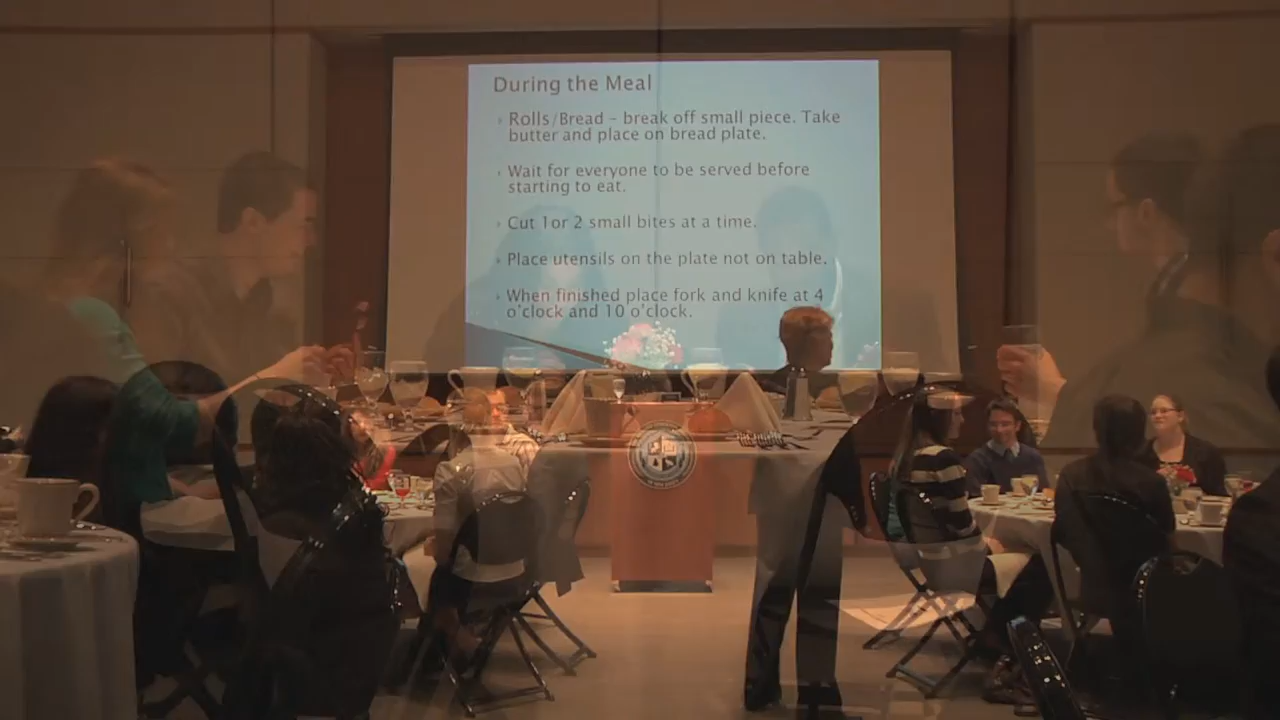 During the Meal
Rolls/Bread – break off small piece. Take
butter and place on bread plate.
Wait for everyone to be served before
starting to eat.
Cut 1or 2 small bites at a time.
Place utensils on the plate not on table.
When finished place fork and knife at 4
o'clock and 10 o'clock.